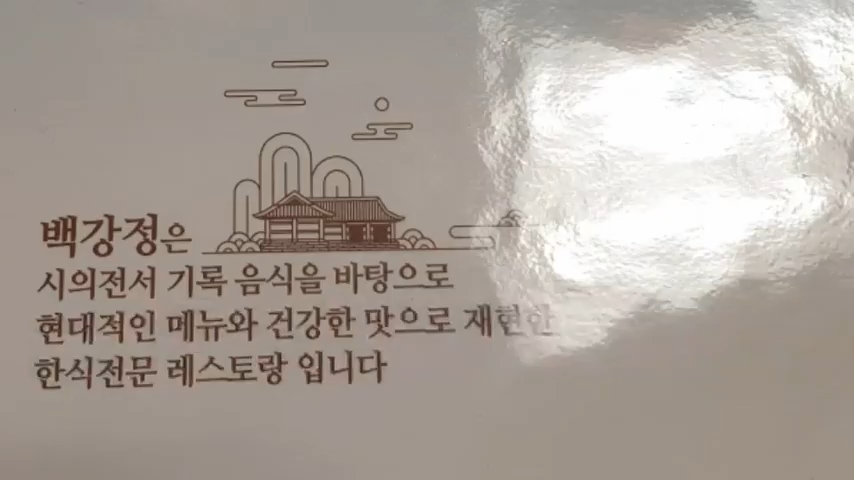 백강정은
시의전서 기록 음식을 바탕으로
현대적인 메뉴와 건강한 맛으로 재현한
한식전문 레스토랑 입니다